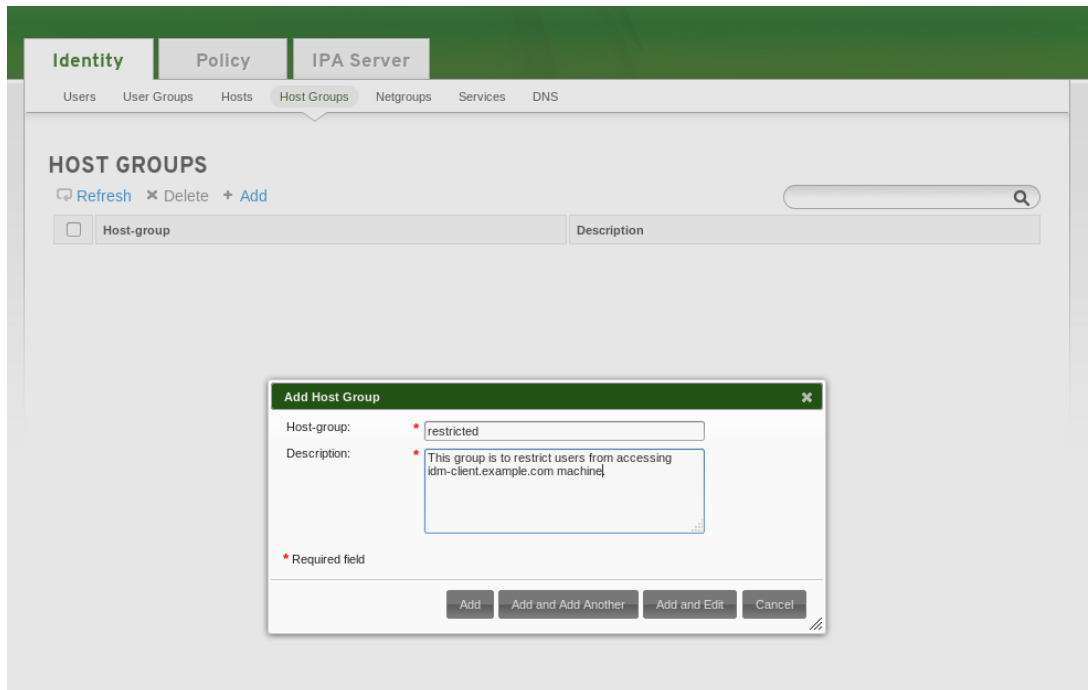 Identity Policy IPA Server
Users User Groups Hosts Host Groups Netgroups Services DNS
HOST GROUPS
Refresh Delete + Add
Host-group Description
Add Host Group
Host-group: * restricted
Description: * This group is to restrict users from accessing
idm-client.example.com machine.
* Required field
Add Add and Add Another Add and Edit Cancel